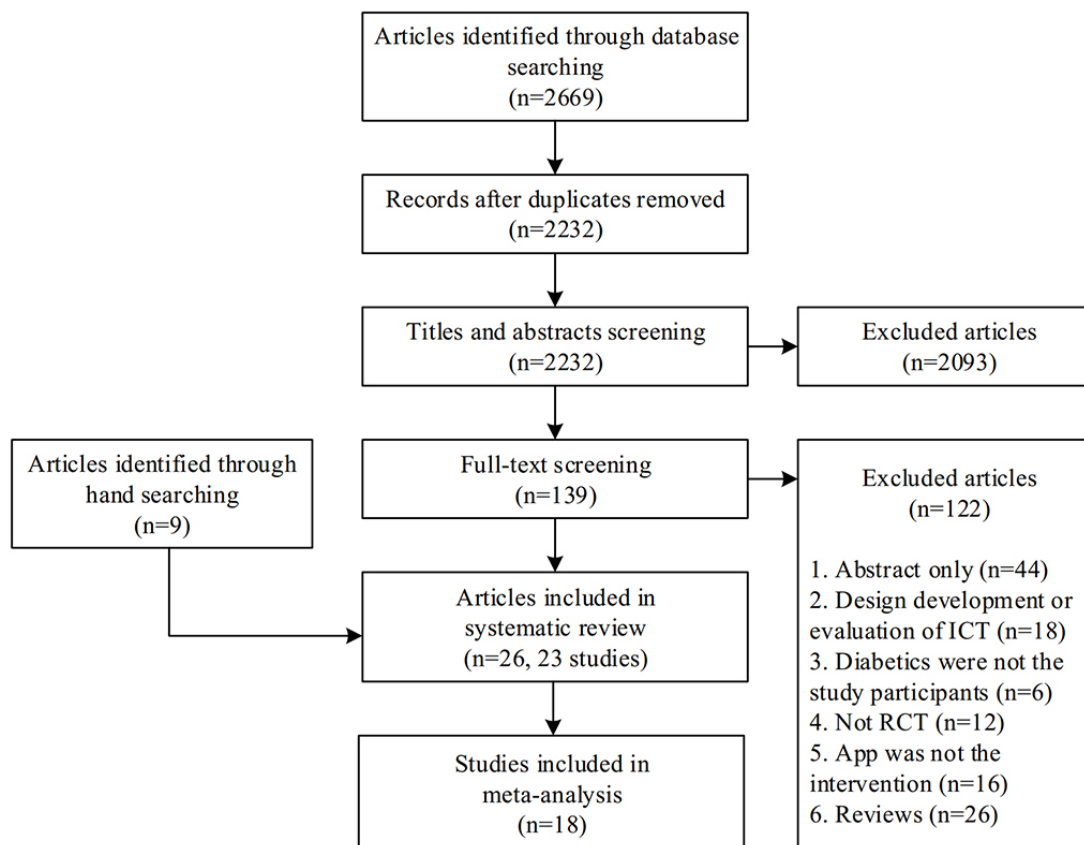 Articles identified through database
searching
(n=2669)
Records after duplicates removed
(n=2232)
Titles and abstracts screening
(n=2232)
Excluded articles
(n=2093)
Articles identified through
hand searching
(n=9)
Full-text screening
(n=139)
Excluded articles
(n=122)
1. Abstract only (n=44)
2. Design development or
evaluation of ICT (n=18)
3. Diabetics were not the
study participants (n=6)
4. Not RCT (n=12)
5. App was not the
intervention (n=16)
6. Reviews (n=26)
Articles included in
systematic review
(n=26, 23 studies)
Studies included in
meta-analysis
(n=18)